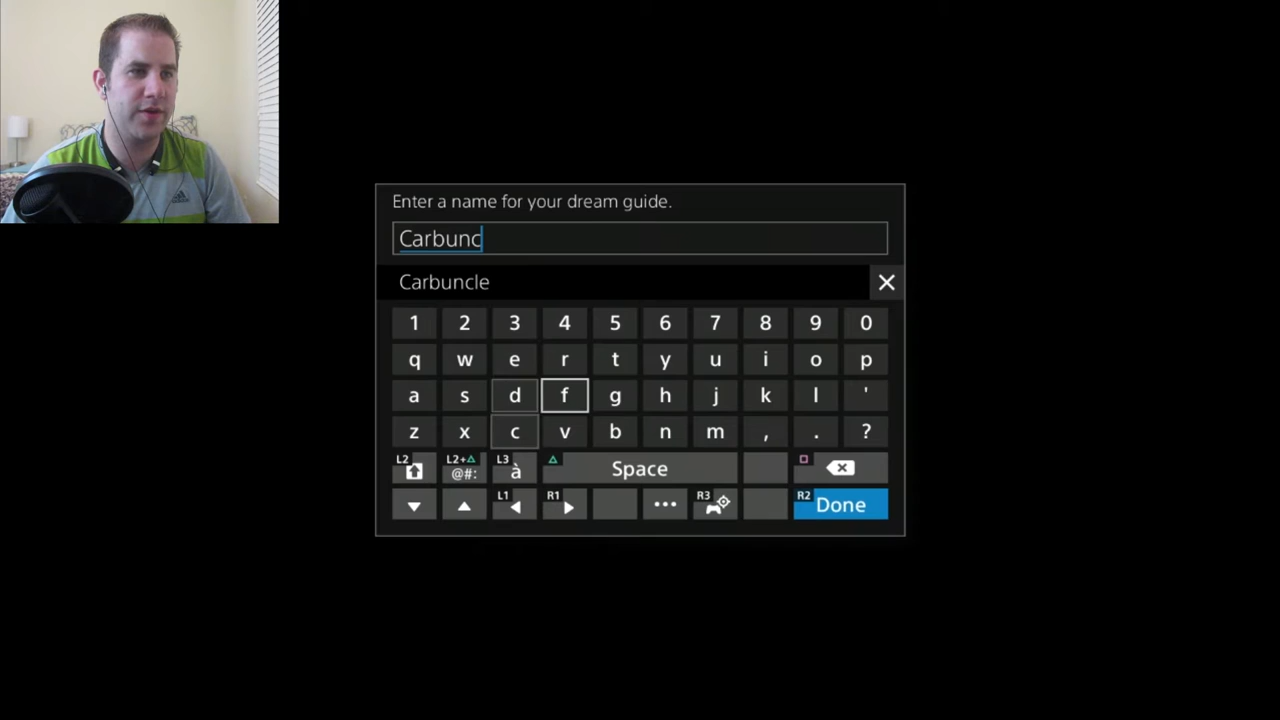 Enter a name for your dream guide.
Carbunc
Carbuncle
1 2 3 4 5 6 7 8 9 0
q w e r t y u i o p
a s d f g h j k l '
z x c v b n m , . ?
L2 L2+△ @#: L3 à △ Space □
L1 R1 ... R3 R2 Done